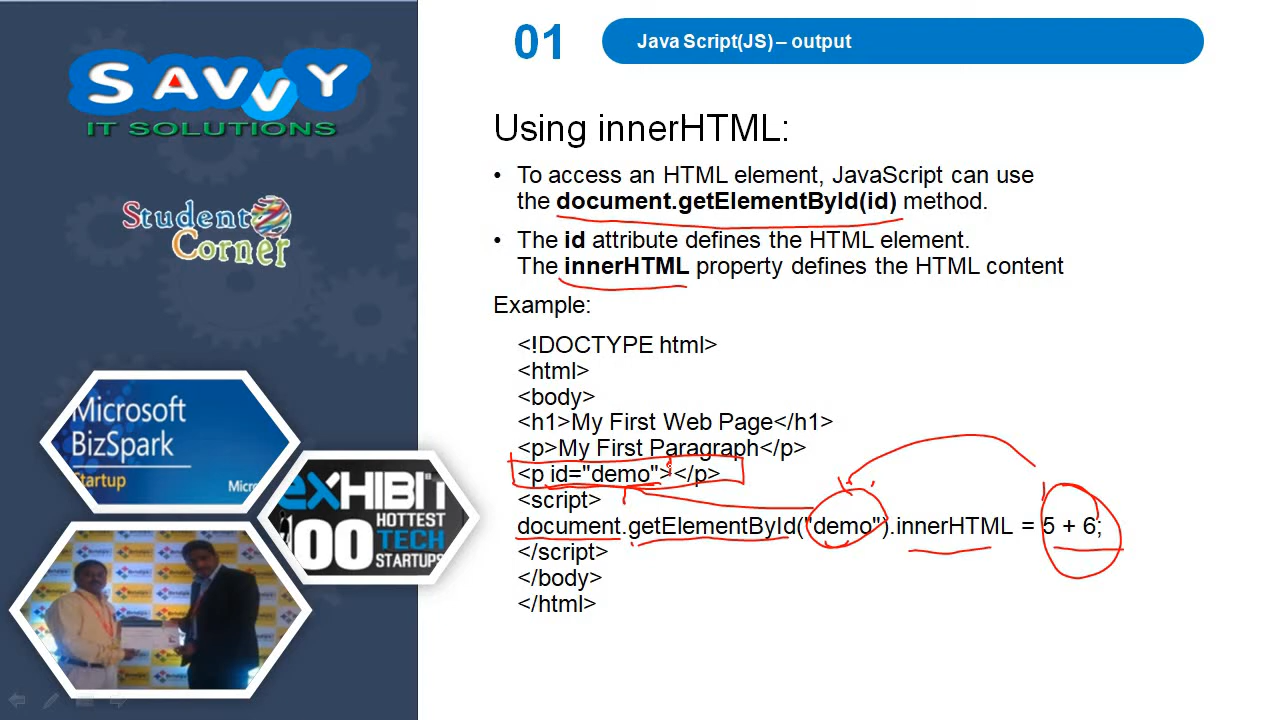 SAVVY
IT SOLUTIONS
Student
Corner
Microsoft
BizSpark
Startup
Micros
EXHIBIT
100 HOTTEST
TECH
STARTUPS
01
Java Script(JS) – output
Using innerHTML:
• To access an HTML element, JavaScript can use
the document.getElementById(id) method.
• The id attribute defines the HTML element.
The innerHTML property defines the HTML content
Example:
<!DOCTYPE html>
<html>
<body>
<h1>My First Web Page</h1>
<p>My First Paragraph</p>
<p id="demo"></p>
<script>
document.getElementById("demo").innerHTML = 5 + 6;
</script>
</body>
</html>